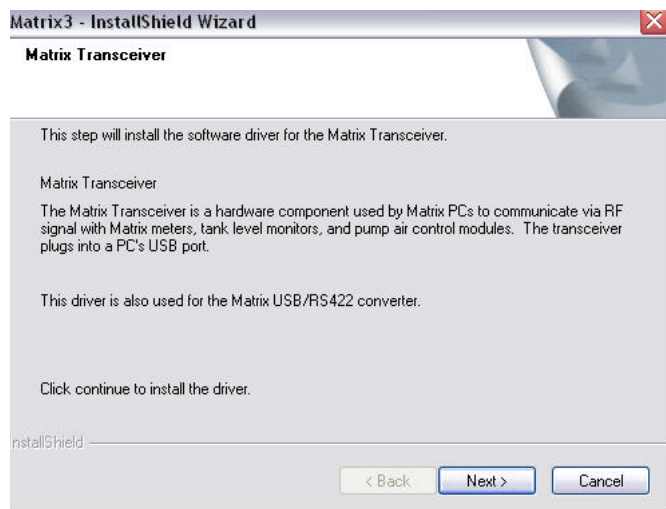 Matrix3 - InstallShield Wizard
Matrix Transceiver
This step will install the software driver for the Matrix Transceiver.
Matrix Transceiver
The Matrix Transceiver is a hardware component used by Matrix PCs to communicate via RF
signal with Matrix meters, tank level monitors, and pump air control modules. The transceiver
plugs into a PC's USB port.
This driver is also used for the Matrix USB/RS422 converter.
Click continue to install the driver.
nstallShield
< Back Next > Cancel